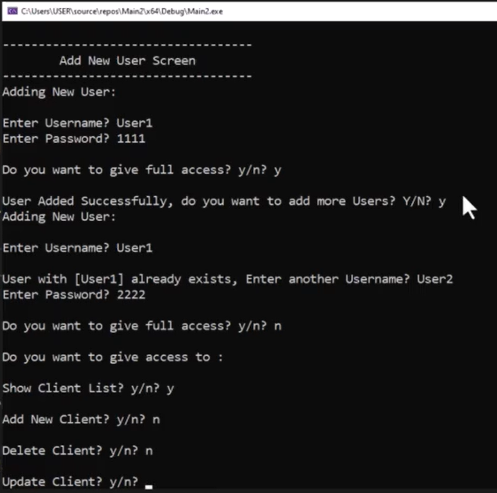 C:\Users\USER\source\repos\Main2\x64\Debug\Main2.exe
-----------------------------------
Add New User Screen
-----------------------------------
Adding New User:
Enter Username? User1
Enter Password? 1111
Do you want to give full access? y/n? y
User Added Successfully, do you want to add more Users? Y/N? y
Adding New User:
Enter Username? User1
User with [User1] already exists, Enter another Username? User2
Enter Password? 2222
Do you want to give full access? y/n? n
Do you want to give access to :
Show Client List? y/n? y
Add New Client? y/n? n
Delete Client? y/n? n
Update Client? y/n?